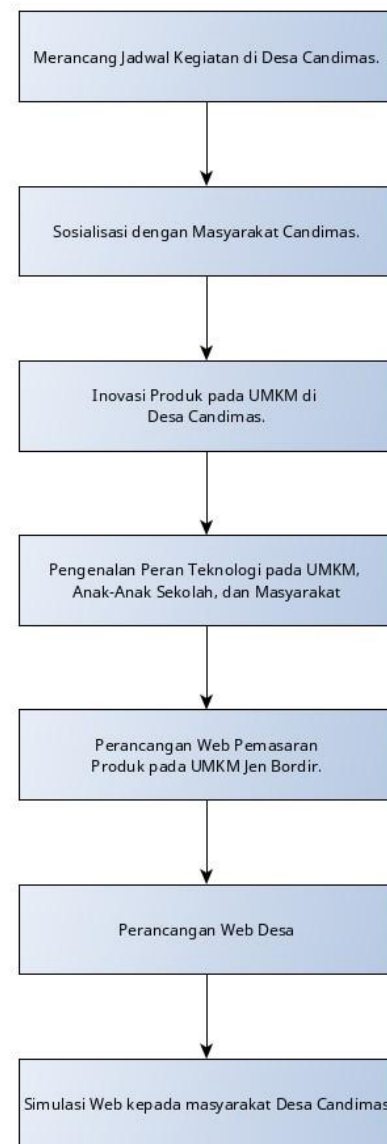 Merancang Jadwal Kegiatan di Desa Candimas.
Sosialisasi dengan Masyarakat Candimas.
Inovasi Produk pada UMKM di
Desa Candimas.
Pengenalan Peran Teknologi pada UMKM,
Anak-Anak Sekolah, dan Masyarakat
Perancangan Web Pemasaran
Produk pada UMKM Jen Bordir.
Perancangan Web Desa
Simulasi Web kepada masyarakat Desa Candimas